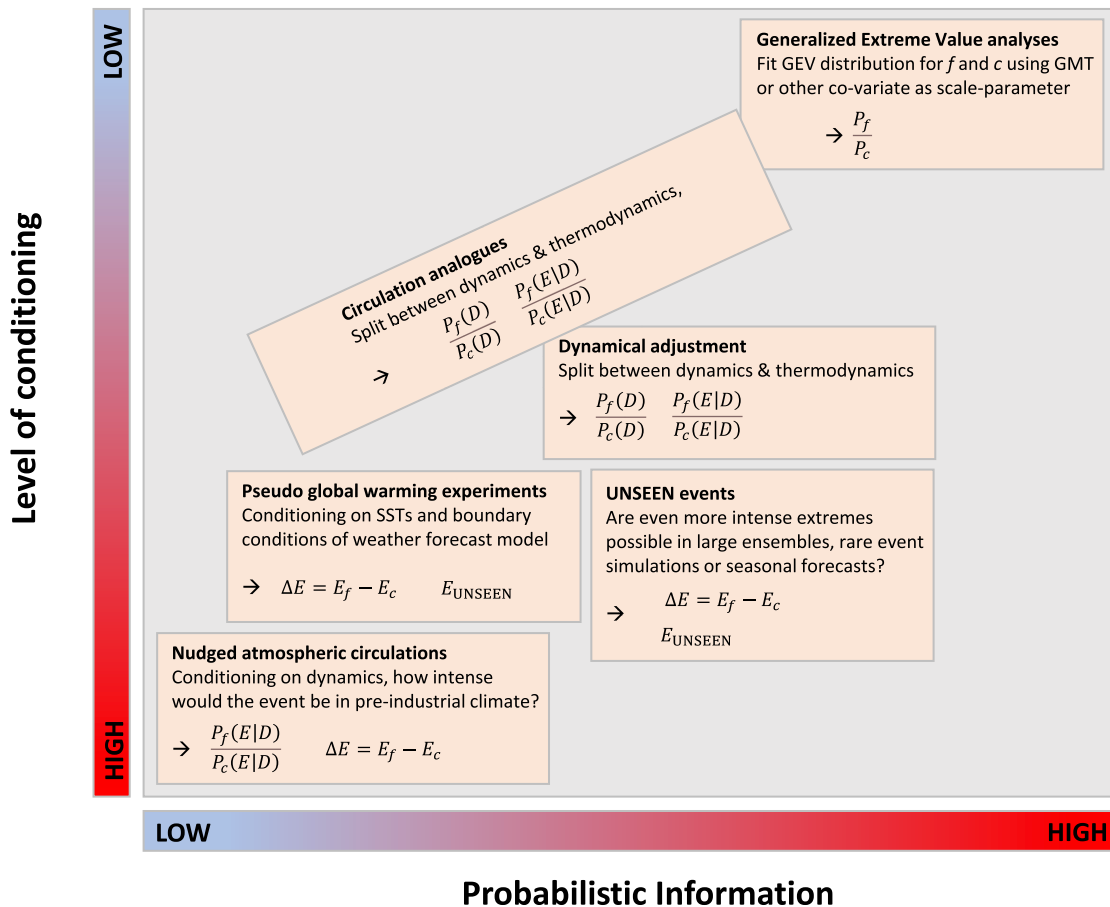 Level of conditioning
LOW
HIGH
Generalized Extreme Value analyses
Fit GEV distribution for f and c using GMT
or other co-variate as scale-parameter
→ P_f / P_c
Circulation analogues
Split between dynamics & thermodynamics,
→ P_f(D) / P_c(D) P_f(E|D) / P_c(E|D)
Dynamical adjustment
Split between dynamics & thermodynamics
→ P_f(D) / P_c(D) P_f(E|D) / P_c(E|D)
Pseudo global warming experiments
Conditioning on SSTs and boundary
conditions of weather forecast model
→ ΔE = E_f − E_c E_UNSEEN
UNSEEN events
Are even more intense extremes
possible in large ensembles, rare event
simulations or seasonal forecasts?
→ ΔE = E_f − E_c
E_UNSEEN
Nudged atmospheric circulations
Conditioning on dynamics, how intense
would the event be in pre-industrial climate?
→ P_f(E|D) / P_c(E|D) ΔE = E_f − E_c
LOW
HIGH
Probabilistic Information